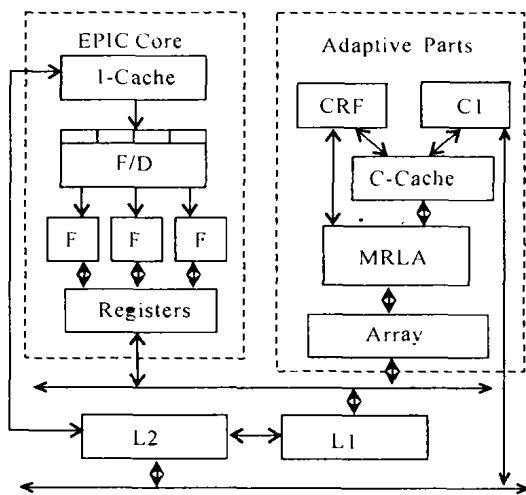 EPIC Core
I-Cache
F/D
F
F
F
Registers
Adaptive Parts
CRF
C1
C-Cache
MRLA
Array
L2
L1